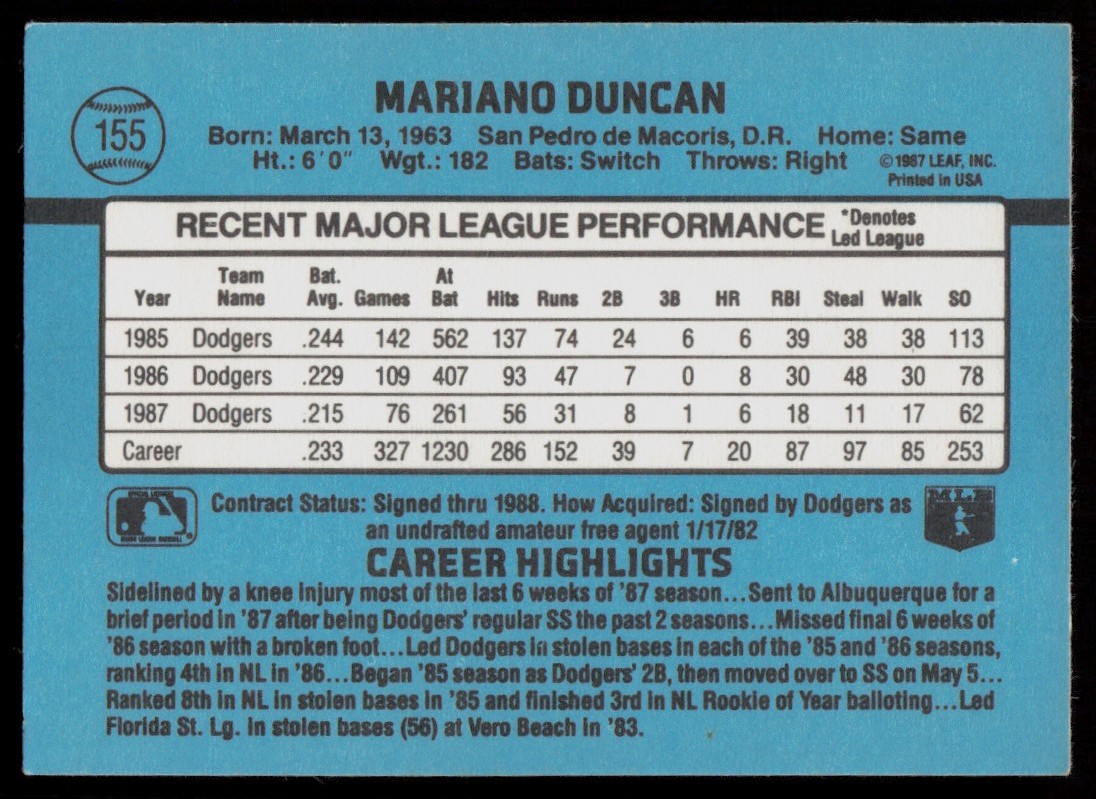 155
MARIANO DUNCAN
Born: March 13, 1963 San Pedro de Macoris, D.R. Home: Same
Ht.: 6'0" Wgt.: 182 Bats: Switch Throws: Right ©1987 LEAF, INC.
Printed in USA
RECENT MAJOR LEAGUE PERFORMANCE *Denotes
Led League
Year Team Name Bat. Avg. Games At Bat Hits Runs 2B 3B HR RBI Steal Walk SO
1985 Dodgers .244 142 562 137 74 24 6 6 39 38 38 113
1986 Dodgers .229 109 407 93 47 7 0 8 30 48 30 78
1987 Dodgers .215 76 261 56 31 8 1 6 18 11 17 62
Career .233 327 1230 286 152 39 7 20 87 97 85 253
Contract Status: Signed thru 1988. How Acquired: Signed by Dodgers as
an undrafted amateur free agent 1/17/82
CAREER HIGHLIGHTS
Sidelined by a knee injury most of the last 6 weeks of '87 season...Sent to Albuquerque for a
brief period in '87 after being Dodgers' regular SS the past 2 seasons...Missed final 6 weeks of
'86 season with a broken foot...Led Dodgers in stolen bases in each of the '85 and '86 seasons,
ranking 4th in NL in '86...Began '85 season as Dodgers' 2B, then moved over to SS on May 5...
Ranked 8th in NL in stolen bases in '85 and finished 3rd in NL Rookie of Year balloting...Led
Florida St. Lg. in stolen bases (56) at Vero Beach in '83.